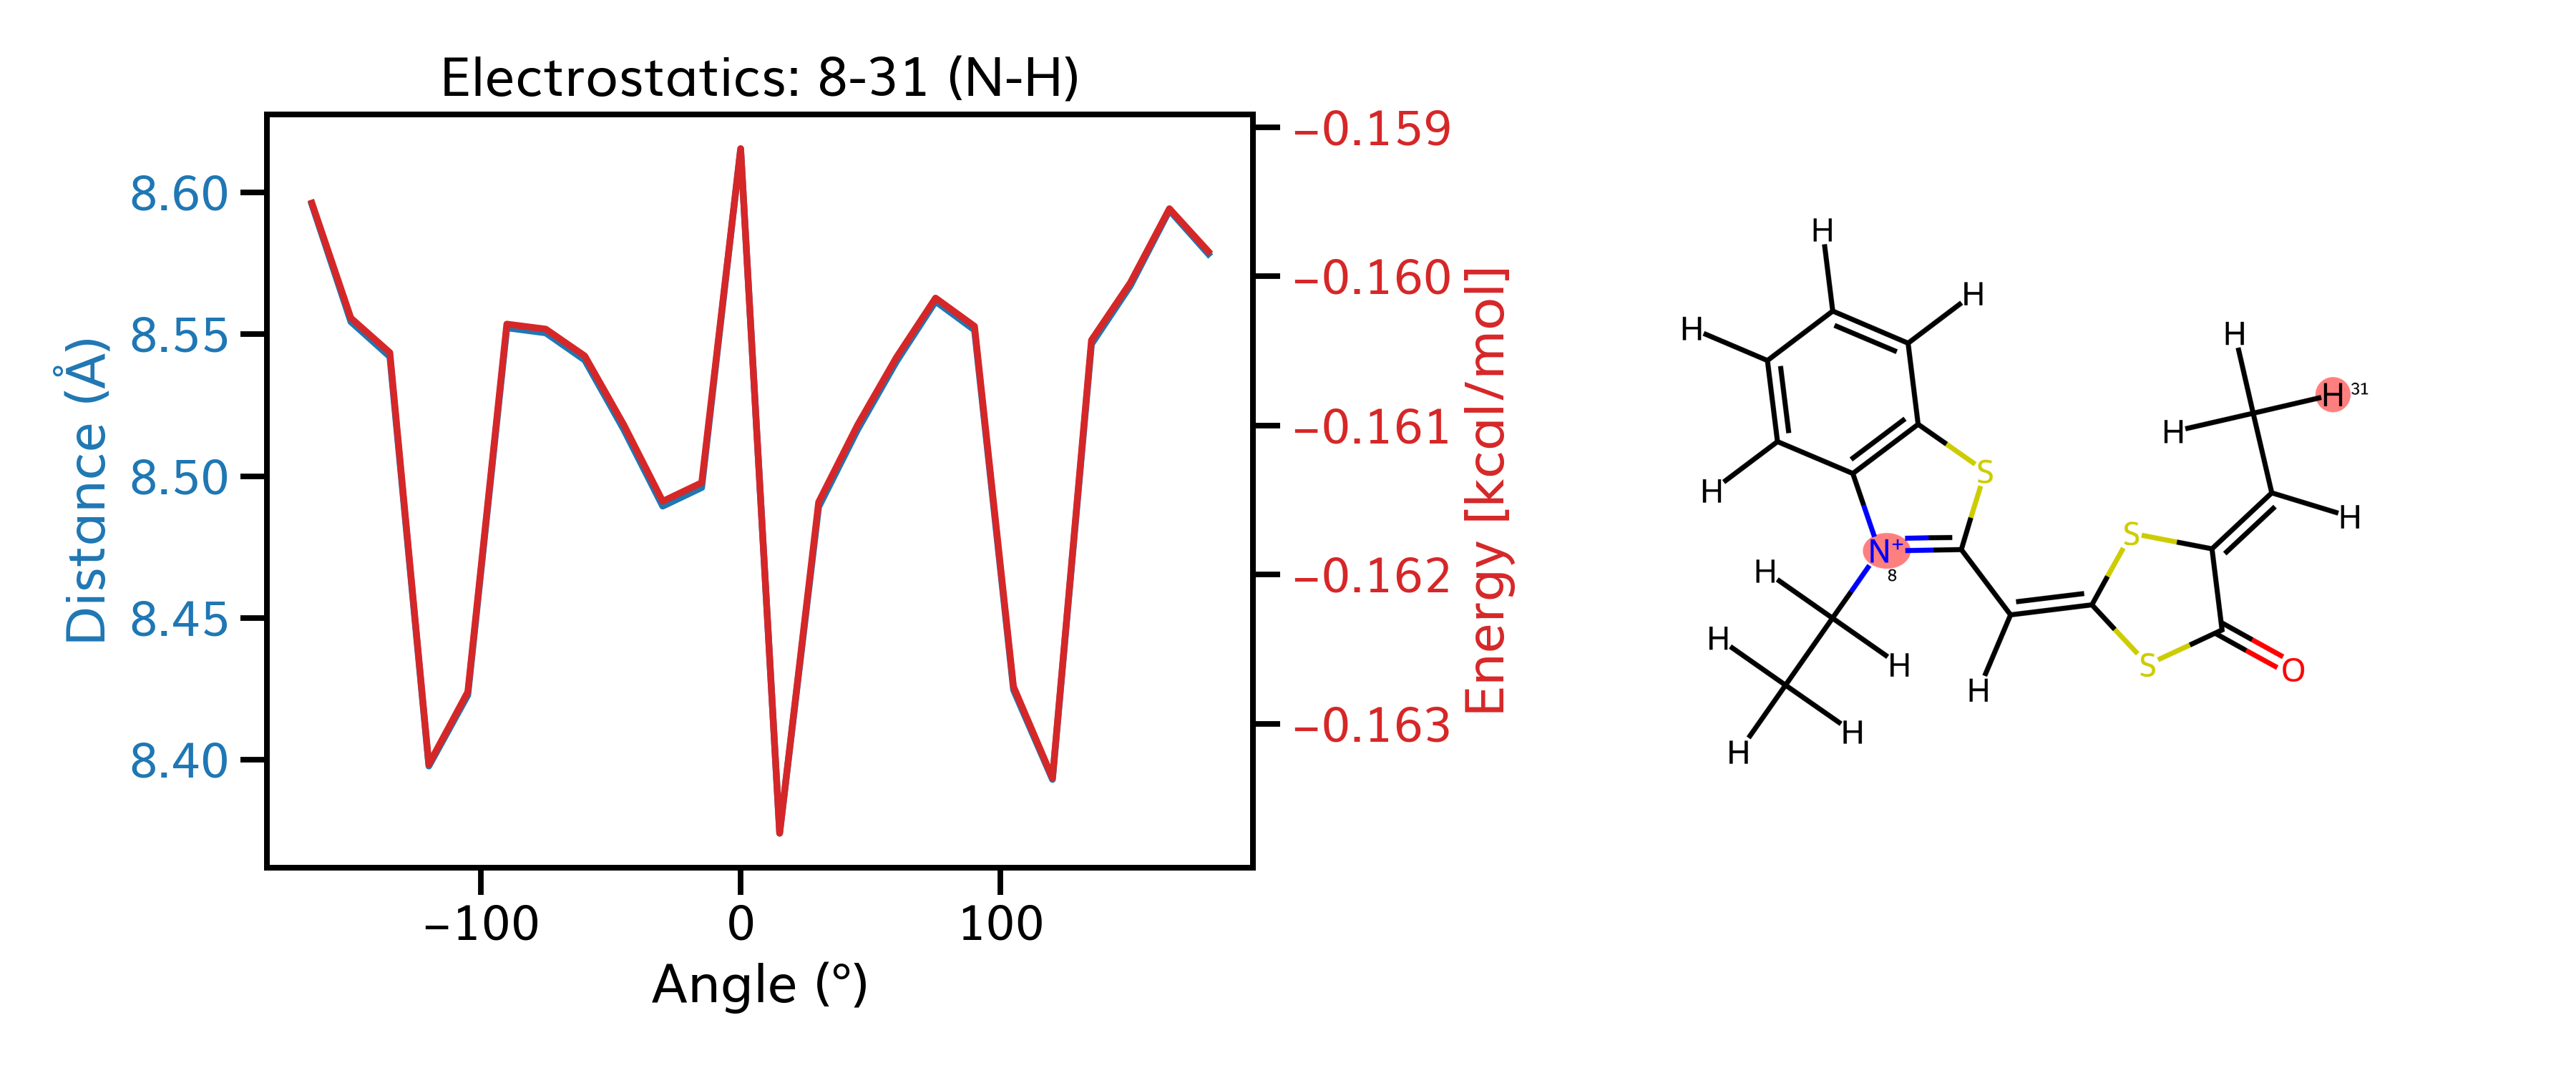 Electrostatics: 8-31 (N-H)
Distance (Å)
8.60
8.55
8.50
8.45
8.40
−100
0
100
Angle (°)
−0.159
−0.160
−0.161
−0.162
−0.163
Energy [kcal/mol]
H
H
H
H
S
N+
8
H
H
H
H
H
H
S
S
O
H
H
H 31
H